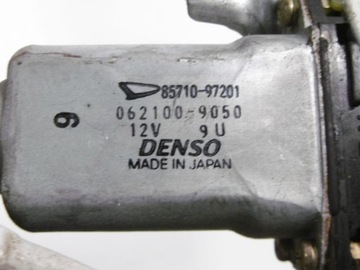 85710-97201
062100-9050
12V 9U
DENSO
MADE IN JAPAN
9